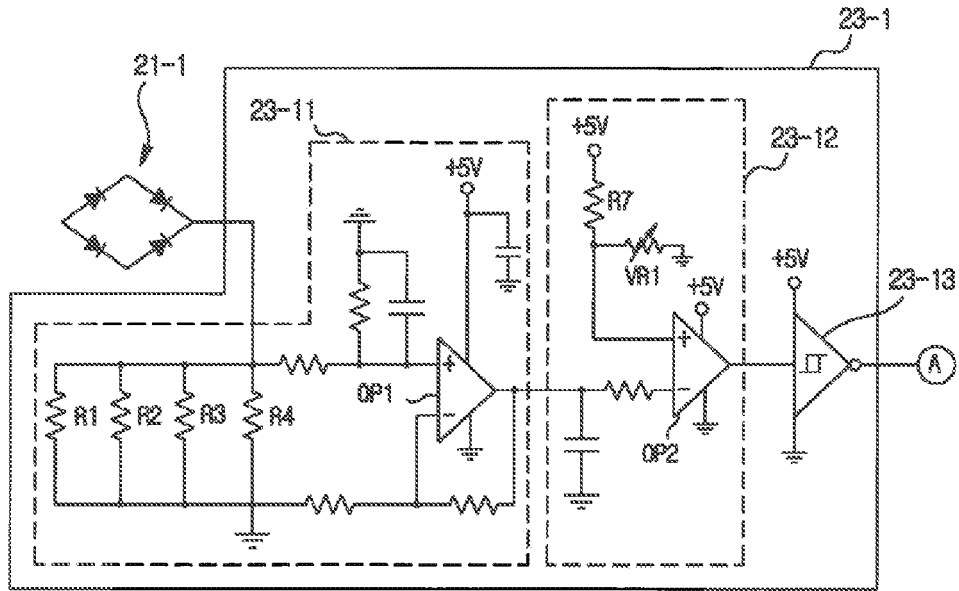 23-1
21-1
23-11
+5V
23-12
+5V
R7
VR1
+5V
+5V
23-13
+
OP1
-
+
-
OP2
A
R1
R2
R3
R4